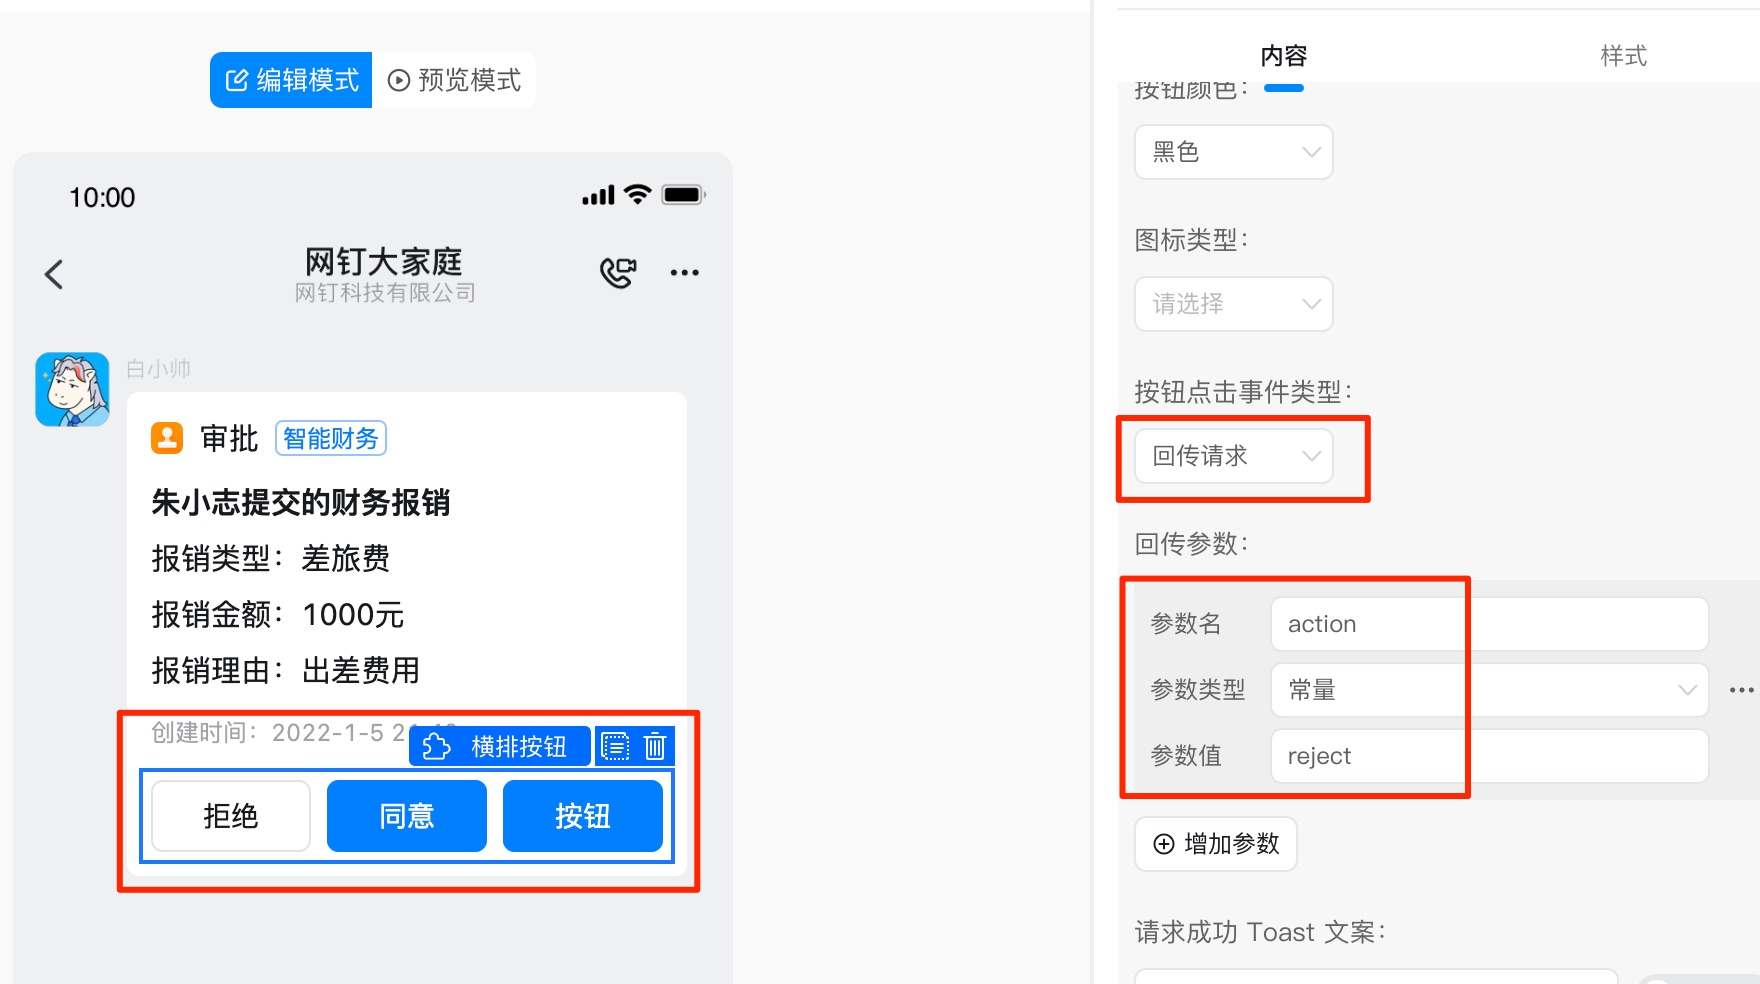 编辑模式
预览模式
10:00
网钉大家庭
网钉科技有限公司
白小帅
审批 智能财务
朱小志提交的财务报销
报销类型：差旅费
报销金额：1000元
报销理由：出差费用
创建时间：2022-1-5 2
横排按钮
拒绝
同意
按钮
内容
样式
按钮颜色：
黑色
图标类型：
请选择
按钮点击事件类型：
回传请求
回传参数：
参数名 action
参数类型 常量
参数值 reject
增加参数
请求成功 Toast 文案：